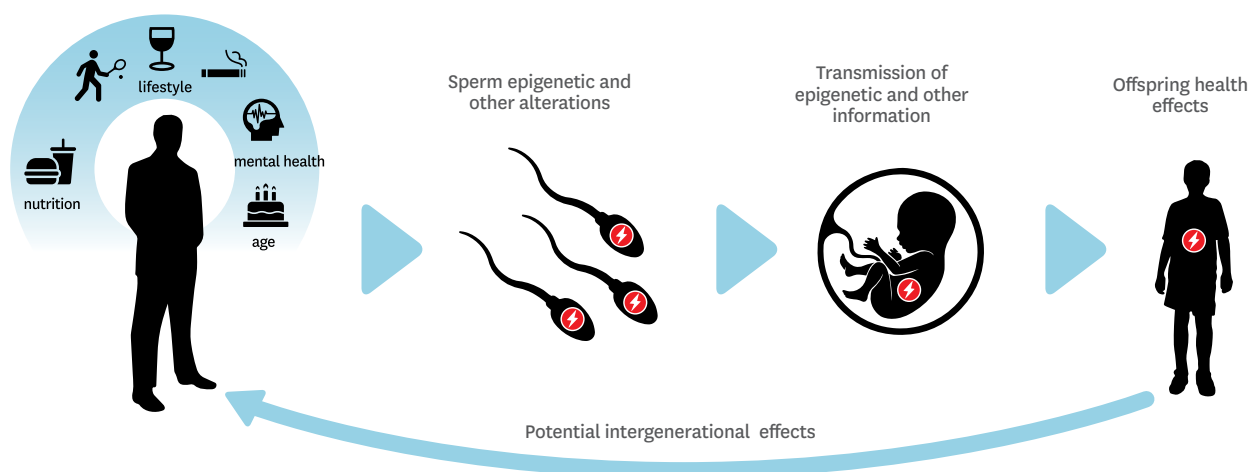 lifestyle
mental health
nutrition
age
Sperm epigenetic and
other alterations
Transmission of
epigenetic and other
information
Offspring health
effects
Potential intergenerational effects